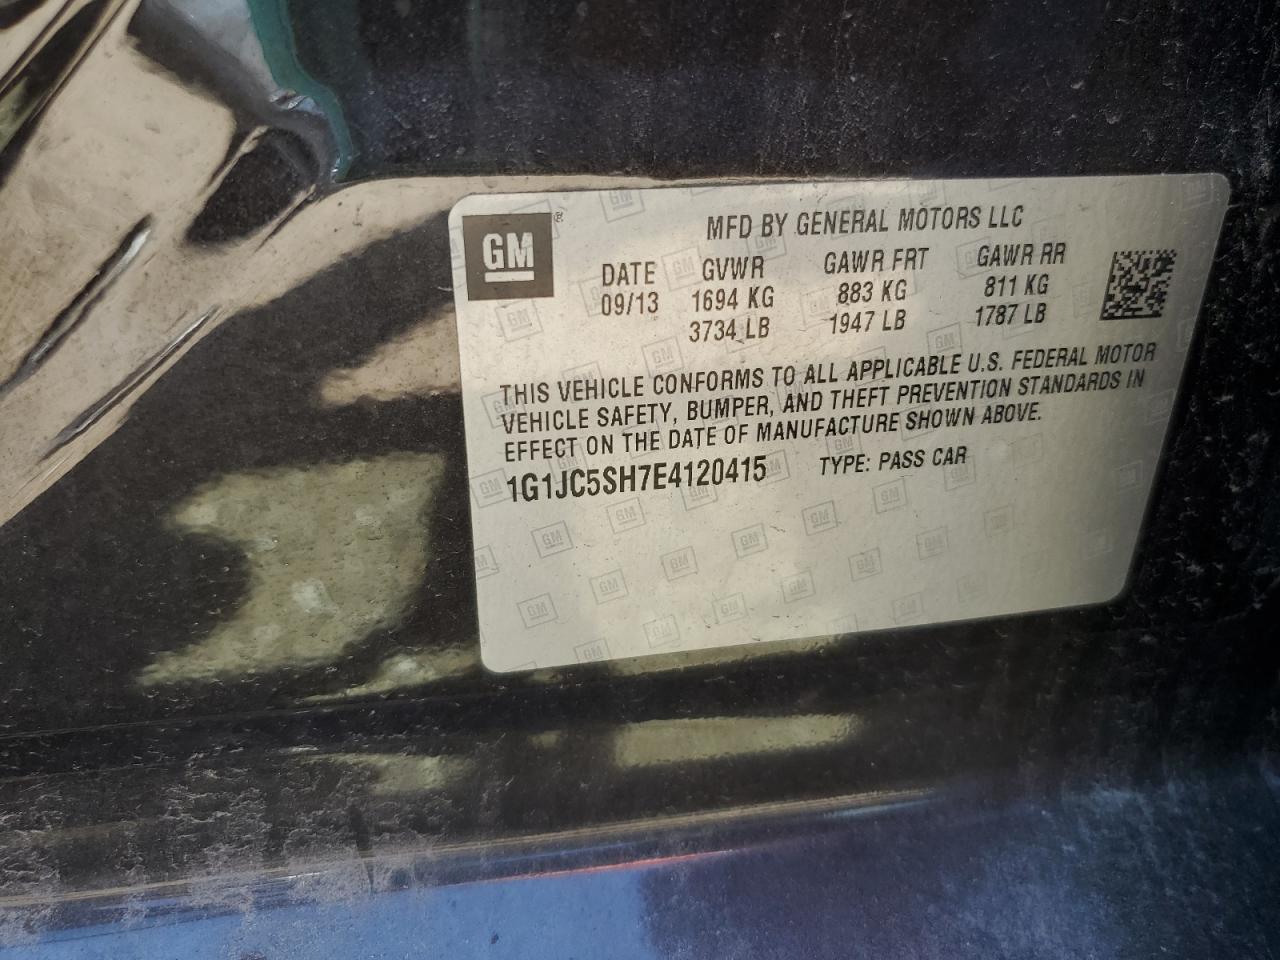 GM®
MFD BY GENERAL MOTORS LLC
DATE GVWR GAWR FRT GAWR RR
09/13 1694 KG 883 KG 811 KG
3734 LB 1947 LB 1787 LB
THIS VEHICLE CONFORMS TO ALL APPLICABLE U.S. FEDERAL MOTOR
VEHICLE SAFETY, BUMPER, AND THEFT PREVENTION STANDARDS IN
EFFECT ON THE DATE OF MANUFACTURE SHOWN ABOVE.
1G1JC5SH7E4120415 TYPE: PASS CAR